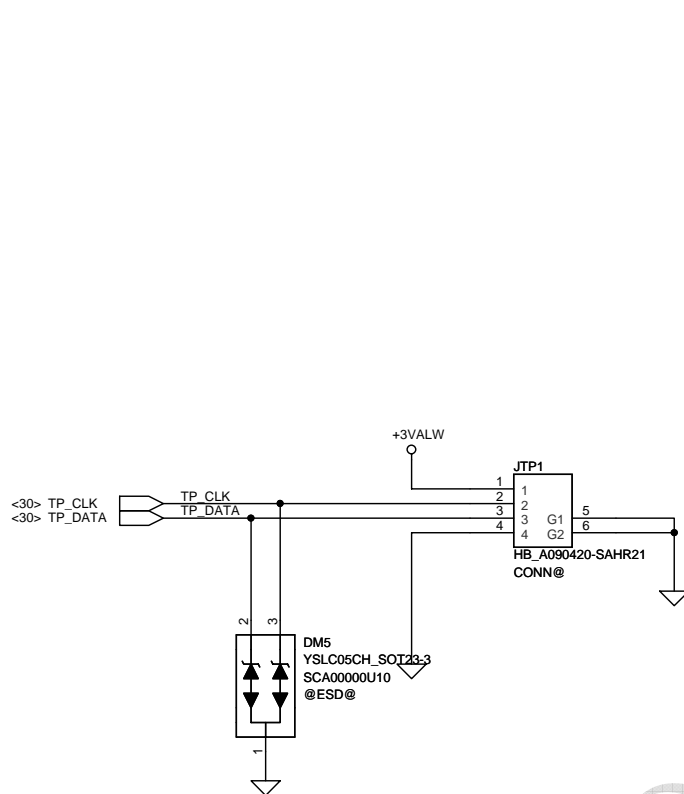 +3VALW
JTP1
<30> TP_CLK
<30> TP_DATA
TP_CLK
TP_DATA
1
2
3
4
1
2
3
4
G1
G2
5
6
HB_A090420-SAHR21
CONN@
2
3
DM5
YSLC05CH_SOT23-3
SCA00000U10
@ESD@
1